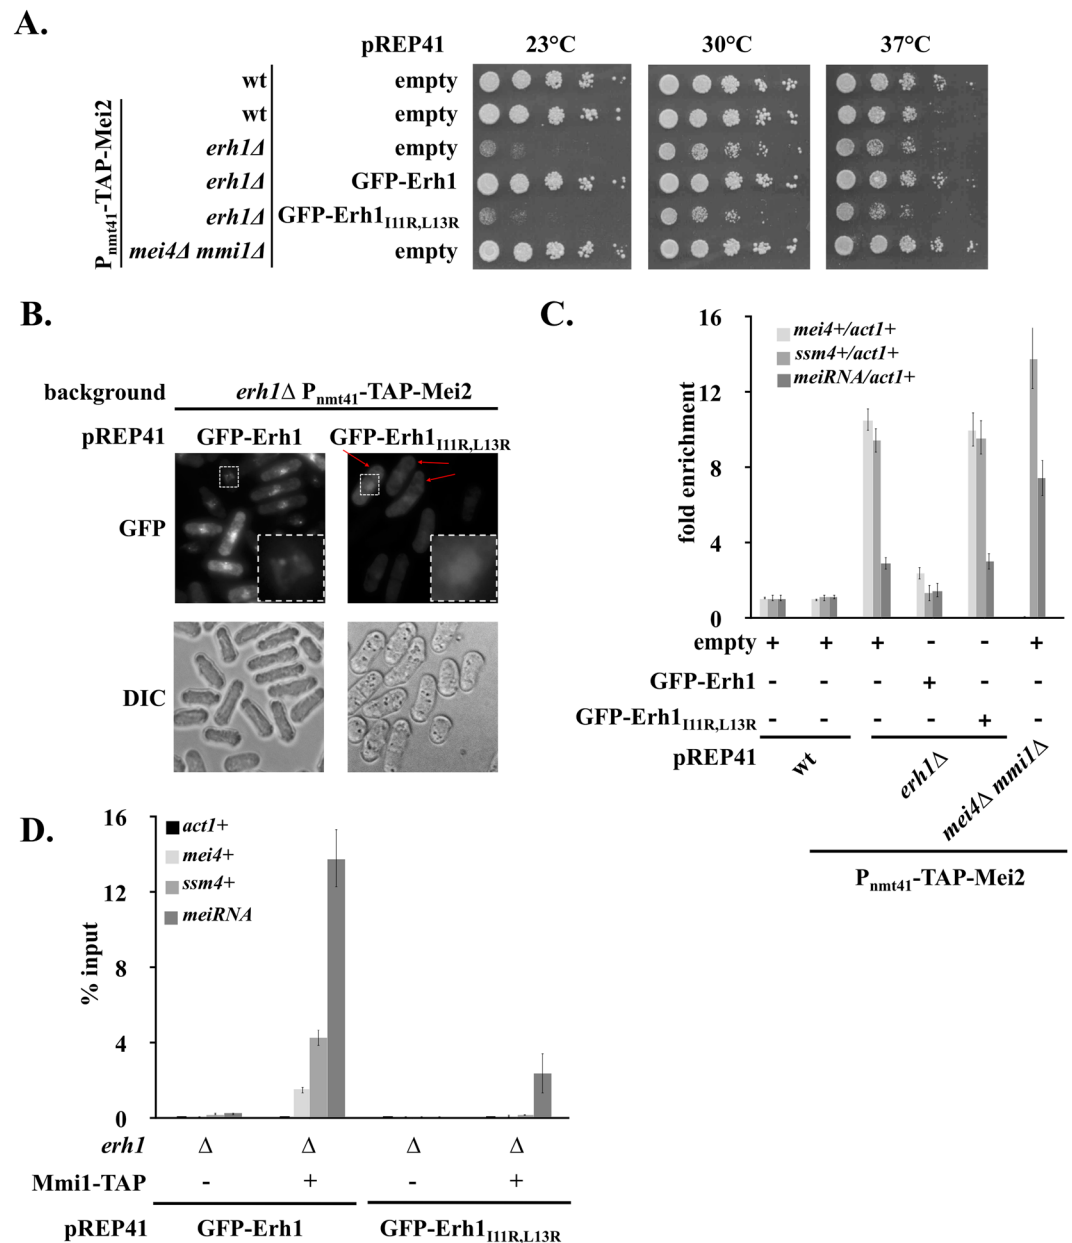 A.
pREP41 23°C 30°C 37°C
wt empty
wt empty
erh1Δ empty
erh1Δ GFP-Erh1
erh1Δ GFP-Erh1I11R,L13R
mei4Δ mmi1Δ empty
Pnmt41-TAP-Mei2
B.
background erh1Δ Pnmt41-TAP-Mei2
pREP41 GFP-Erh1 GFP-Erh1I11R,L13R
GFP
DIC
C.
16
12
8
4
0
fold enrichment
mei4+/act1+
ssm4+/act1+
meiRNA/act1+
empty + + + - - +
GFP-Erh1 - - - + - -
GFP-Erh1I11R,L13R - - - - + -
pREP41 wt erh1Δ mei4Δ mmi1Δ
Pnmt41-TAP-Mei2
D.
16
12
8
4
0
% input
act1+
mei4+
ssm4+
meiRNA
erh1 Δ Δ Δ Δ
Mmi1-TAP - + - +
pREP41 GFP-Erh1 GFP-Erh1I11R,L13R